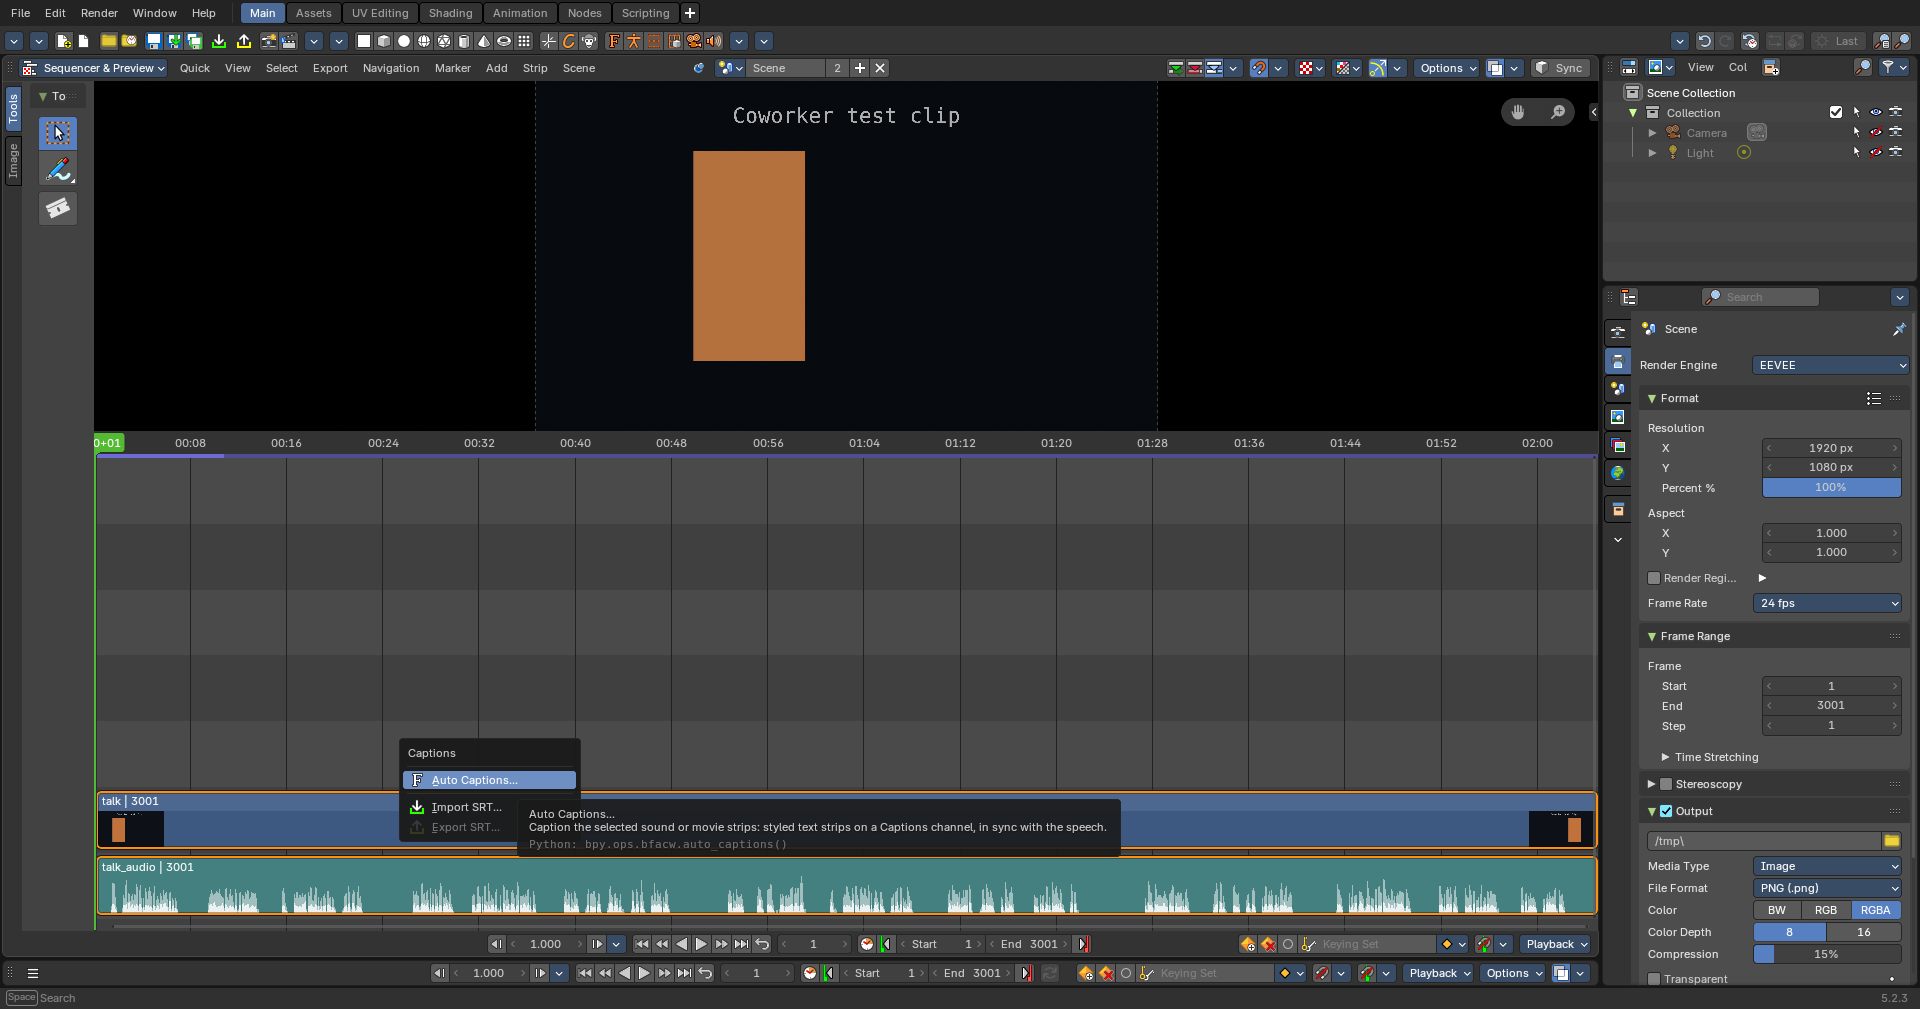 File Edit Render Window Help Main Assets UV Editing Shading Animation Nodes Scripting
Last
Sequencer & Preview Quick View Select Export Navigation Marker Add Strip Scene Scene 2 Options Sync
View Col
Tools
Image
To
Coworker test clip
Scene Collection
Collection
Camera
Light
Search
Scene
Render Engine EEVEE
Format
Resolution
X 1920 px
Y 1080 px
Percent % 100%
Aspect
X 1.000
Y 1.000
Render Regi...
Frame Rate 24 fps
Frame Range
Frame
Start 1
End 3001
Step 1
Time Stretching
Stereoscopy
Output
/tmp\
Media Type Image
File Format PNG (.png)
Color BW RGB RGBA
Color Depth 8 16
Compression 15%
Transparent
0+01 00:08 00:16 00:24 00:32 00:40 00:48 00:56 01:04 01:12 01:20 01:28 01:36 01:44 01:52 02:00
Captions
Auto Captions...
Import SRT...
Export SRT...
Auto Captions...
Caption the selected sound or movie strips: styled text strips on a Captions channel, in sync with the speech.
Python: bpy.ops.bfacw.auto_captions()
talk | 3001
talk_audio | 3001
1.000 1 Start 1 End 3001 Keying Set Playback
1.000 1 Start 1 End 3001 Keying Set Playback Options
Space Search
5.2.3